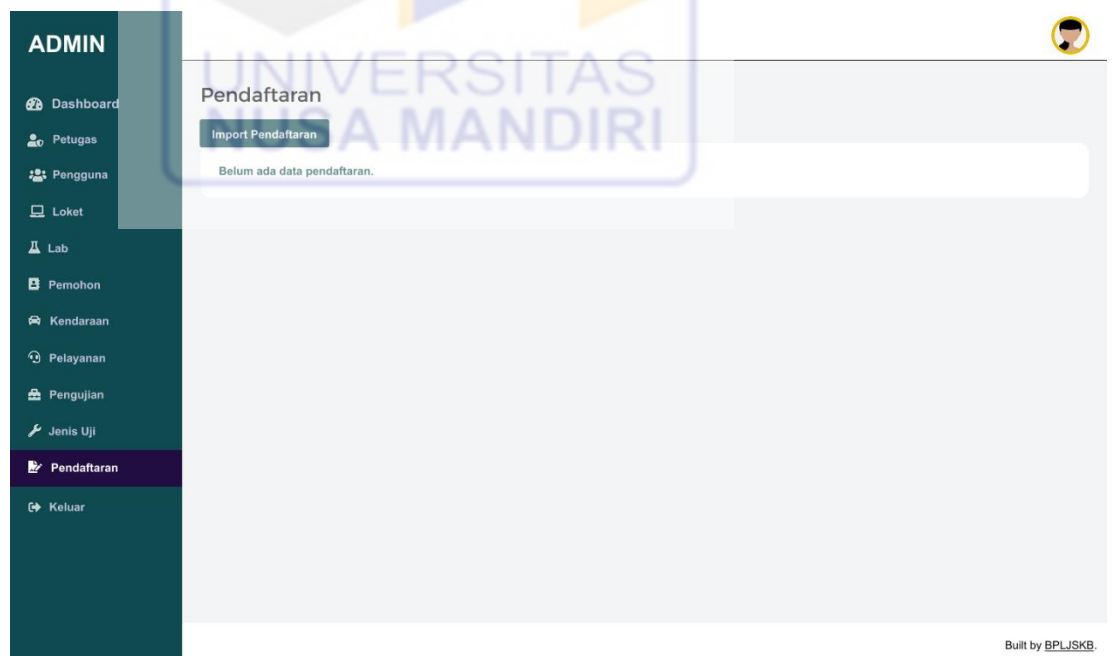 ADMIN
Dashboard
Petugas
Pengguna
Loket
Lab
Pemohon
Kendaraan
Pelayanan
Pengujian
Jenis Uji
Pendaftaran
Keluar
UNIVERSITAS
NUSA MANDIRI
Pendaftaran
Import Pendaftaran
Belum ada data pendaftaran.
Built by BPLJSKB.